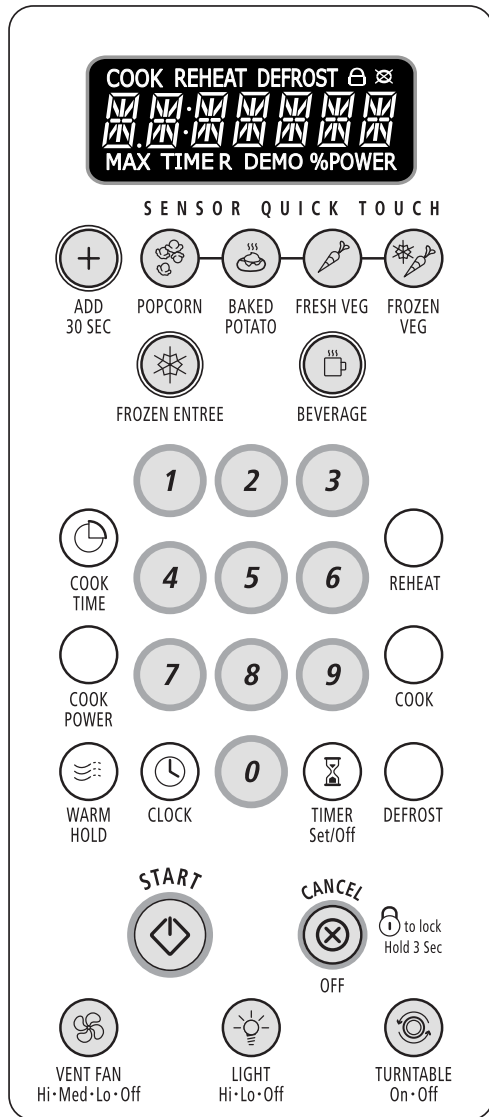 COOK REHEAT DEFROST
MAX TIMER DEMO %POWER
SENSOR QUICK TOUCH
ADD
30 SEC
POPCORN
BAKED
POTATO
FRESH VEG
FROZEN
VEG
FROZEN ENTREE
BEVERAGE
1 2 3
COOK
TIME
4 5 6
REHEAT
COOK
POWER
7 8 9
COOK
WARM
HOLD
CLOCK
0
TIMER
Set/Off
DEFROST
START
CANCEL
OFF
to lock
Hold 3 Sec
VENT FAN
Hi•Med•Lo•Off
LIGHT
Hi•Lo•Off
TURNTABLE
On•Off